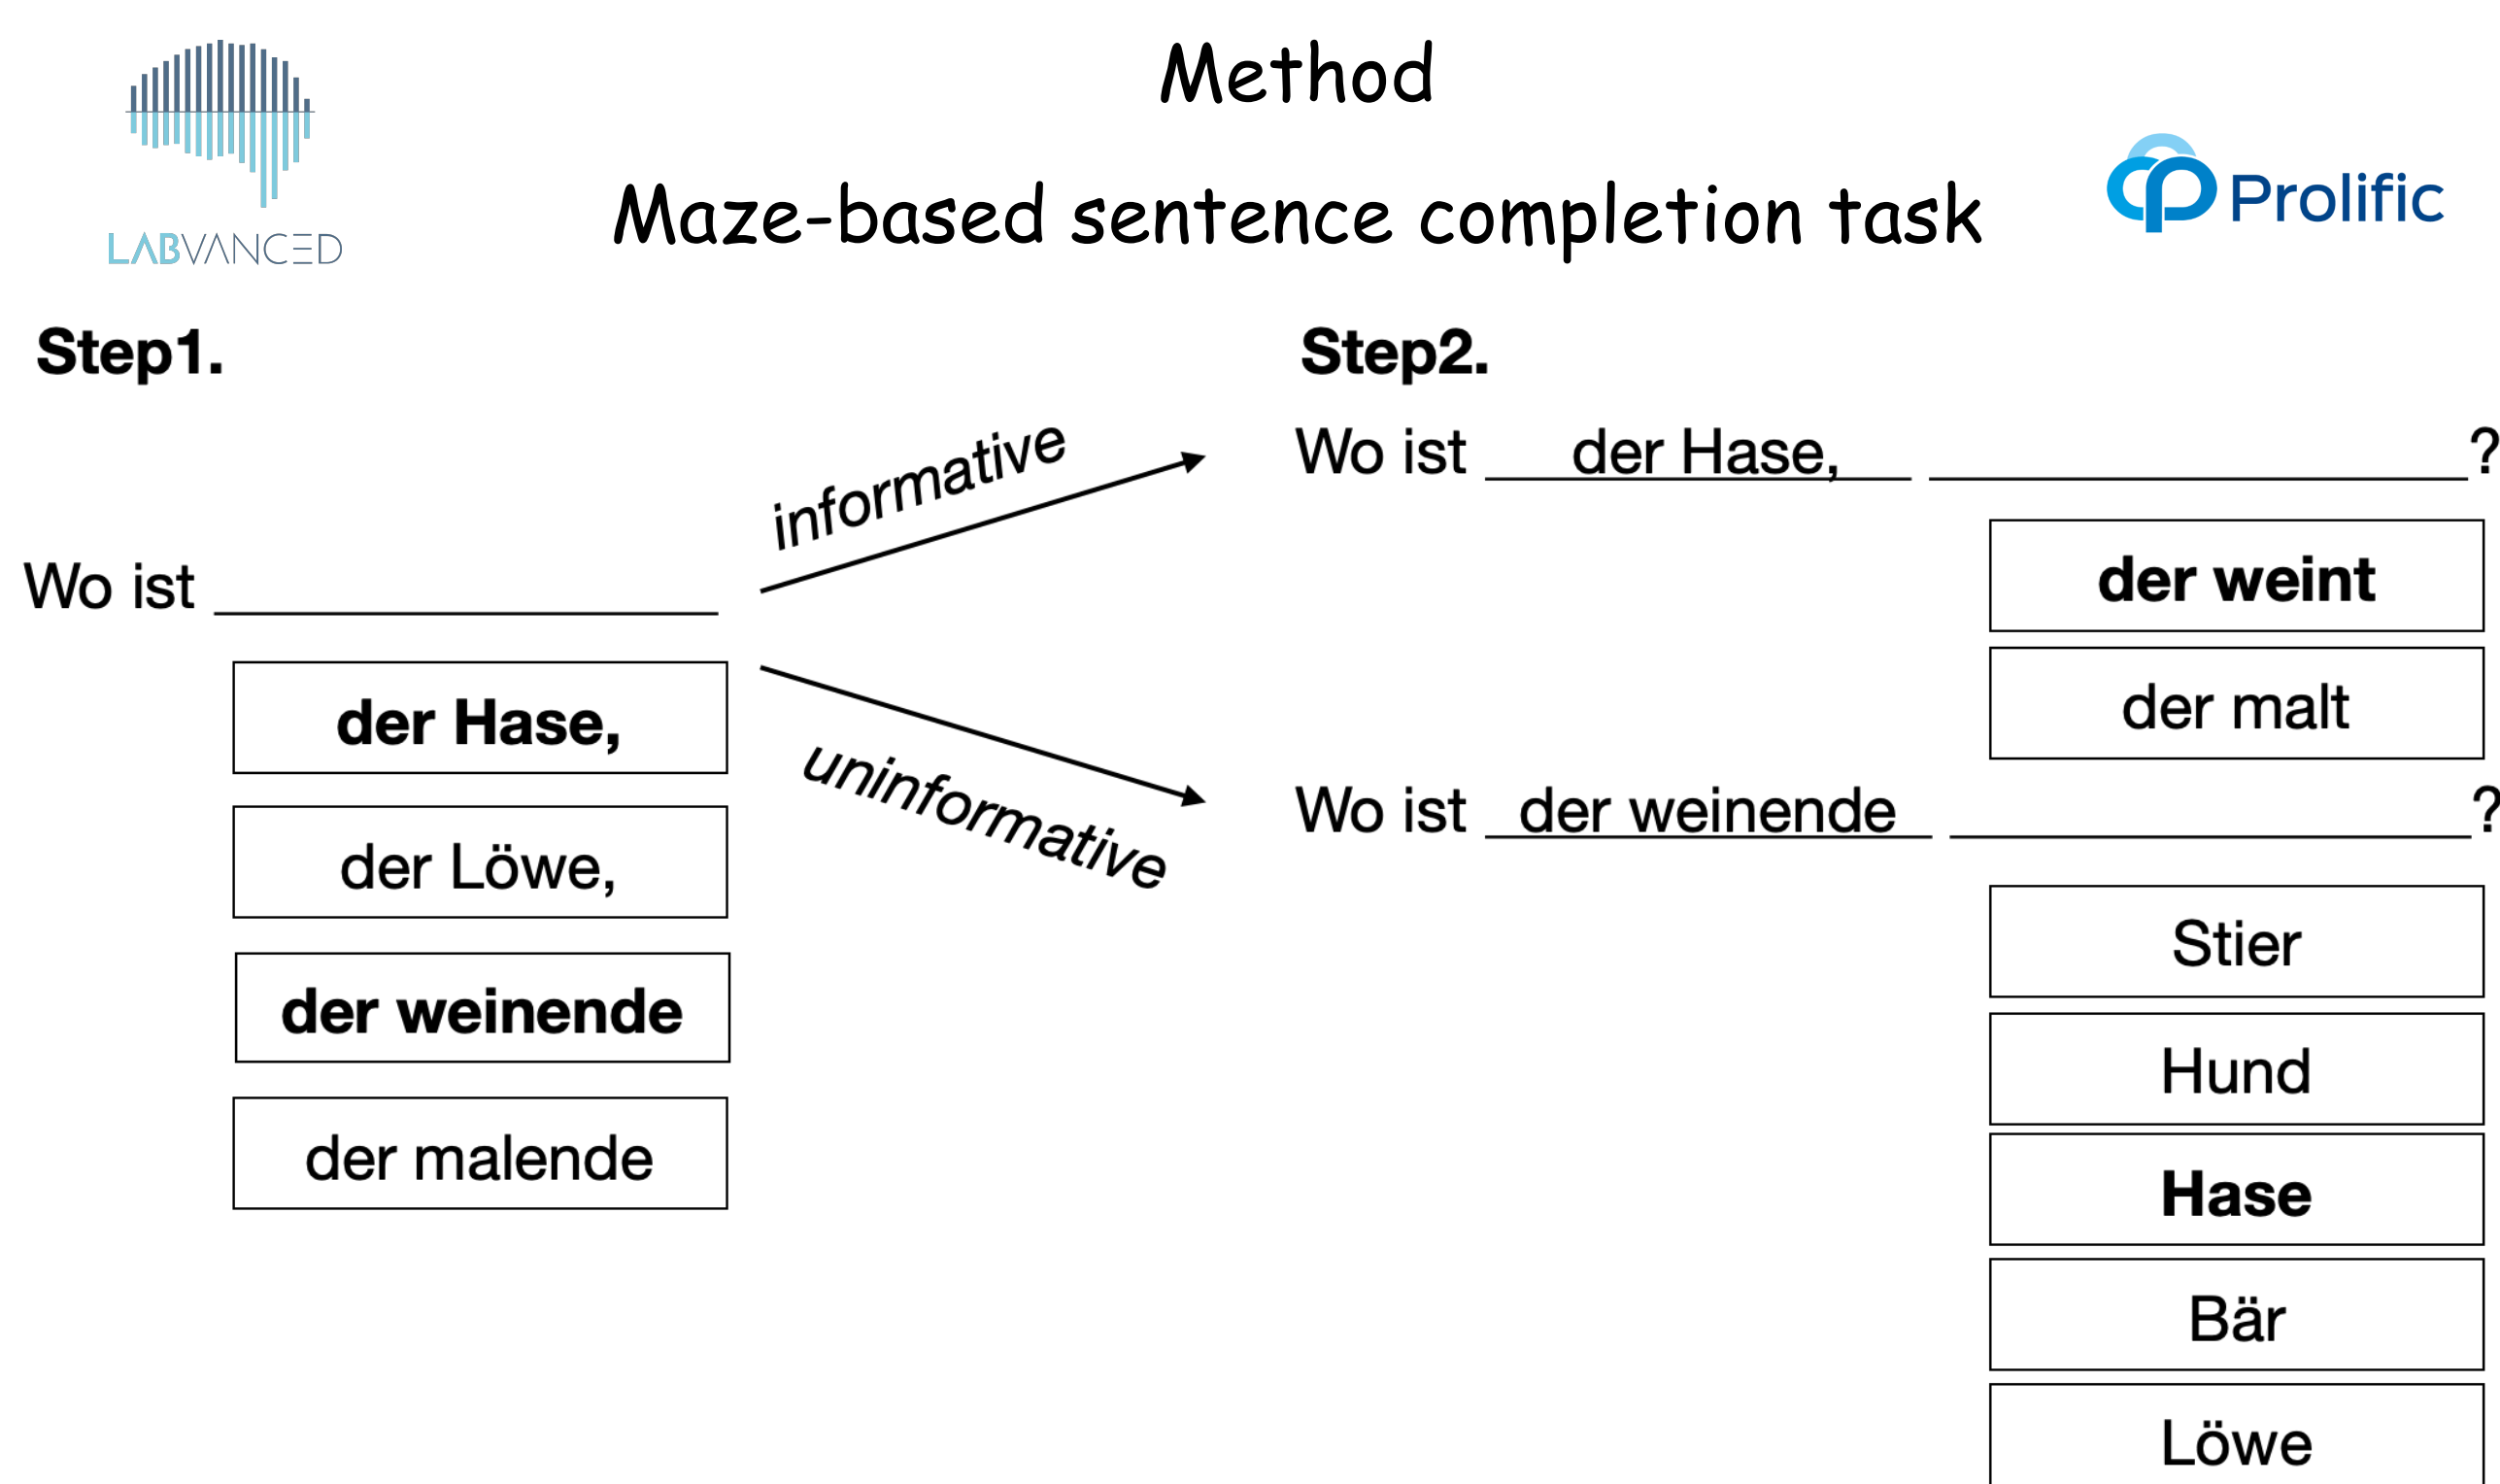 Method
LABVANCED
Maze-based sentence completion task
Prolific
Step1.
Wo ist
der Hase,
der Löwe,
der weinende
der malende
informative
uninformative
Step2.
Wo ist der Hase, ?
der weint
der malt
Wo ist der weinende ?
Stier
Hund
Hase
Bär
Löwe